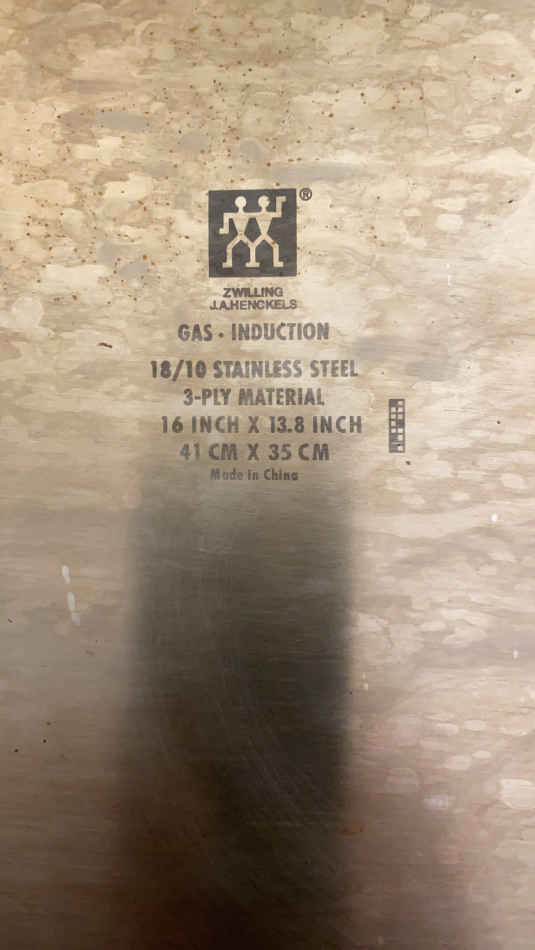 ®
ZWILLING
J.A.HENCKELS
GAS · INDUCTION
18/10 STAINLESS STEEL
3-PLY MATERIAL
16 INCH X 13.8 INCH
41 CM X 35 CM
Made in China